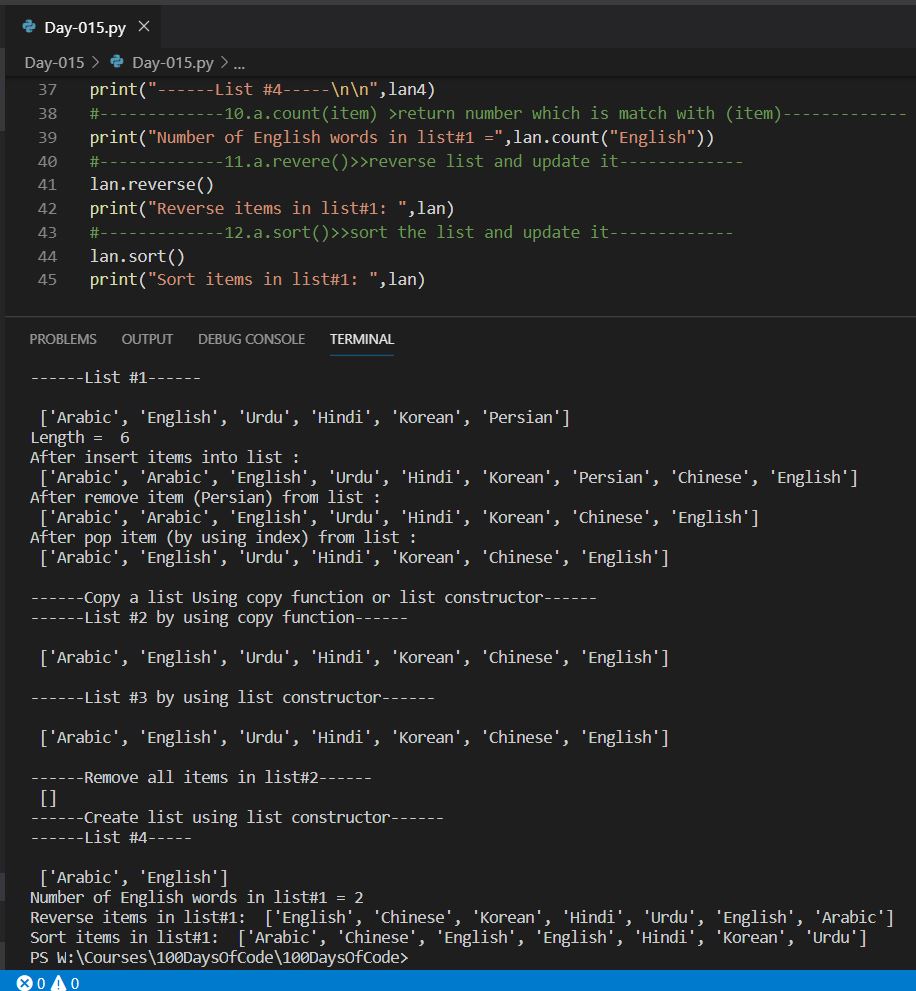 Day-015.py ×
Day-015 > Day-015.py > ...
37 print("------List #4-----\n\n",lan4)
38 #-------------10.a.count(item) >return number which is match with (item)-------------
39 print("Number of English words in list#1 =",lan.count("English"))
40 #-------------11.a.revere()>>reverse list and update it-------------
41 lan.reverse()
42 print("Reverse items in list#1: ",lan)
43 #-------------12.a.sort()>>sort the list and update it-------------
44 lan.sort()
45 print("Sort items in list#1: ",lan)
PROBLEMS OUTPUT DEBUG CONSOLE TERMINAL
------List #1------
['Arabic', 'English', 'Urdu', 'Hindi', 'Korean', 'Persian']
Length =  6
After insert items into list :
['Arabic', 'Arabic', 'English', 'Urdu', 'Hindi', 'Korean', 'Persian', 'Chinese', 'English']
After remove item (Persian) from list :
['Arabic', 'Arabic', 'English', 'Urdu', 'Hindi', 'Korean', 'Chinese', 'English']
After pop item (by using index) from list :
['Arabic', 'English', 'Urdu', 'Hindi', 'Korean', 'Chinese', 'English']
------Copy a list Using copy function or list constructor------
------List #2 by using copy function------
['Arabic', 'English', 'Urdu', 'Hindi', 'Korean', 'Chinese', 'English']
------List #3 by using list constructor------
['Arabic', 'English', 'Urdu', 'Hindi', 'Korean', 'Chinese', 'English']
------Remove all items in list#2------
[]
------Create list using list constructor------
------List #4-----
['Arabic', 'English']
Number of English words in list#1 = 2
Reverse items in list#1:  ['English', 'Chinese', 'Korean', 'Hindi', 'Urdu', 'English', 'Arabic']
Sort items in list#1:  ['Arabic', 'Chinese', 'English', 'English', 'Hindi', 'Korean', 'Urdu']
PS W:\Courses\100DaysOfCode\100DaysOfCode>
0 0